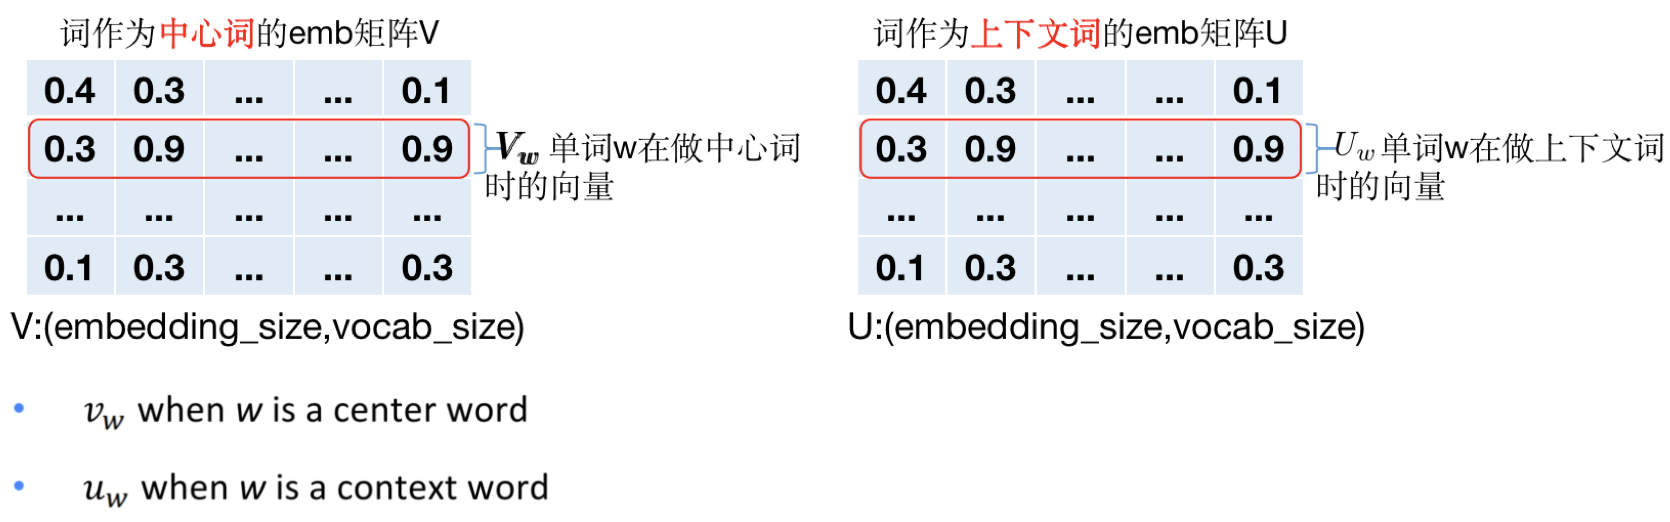 词作为中心词的emb矩阵V
0.4 0.3 ... ... 0.1
0.3 0.9 ... ... 0.9
... ... ... ... ...
0.1 0.3 ... ... 0.3
V_w 单词w在做中心词
时的向量
V:(embedding_size,vocab_size)
词作为上下文词的emb矩阵U
0.4 0.3 ... ... 0.1
0.3 0.9 ... ... 0.9
... ... ... ... ...
0.1 0.3 ... ... 0.3
U_w 单词w在做上下文词
时的向量
U:(embedding_size,vocab_size)
• v_w when w is a center word
• u_w when w is a context word